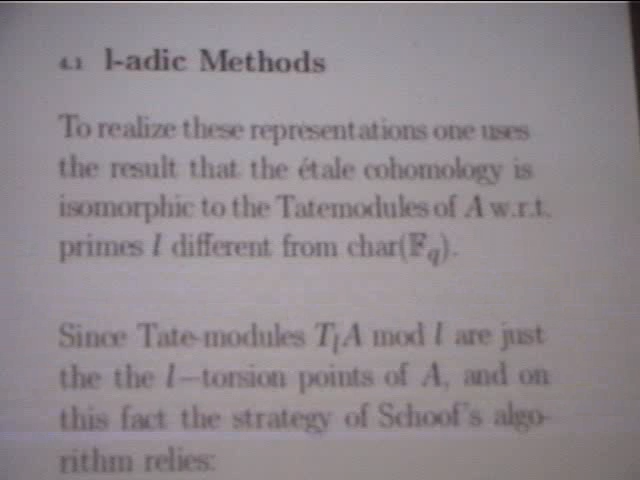 4.1 l-adic Methods
To realize these representations one uses
the result that the étale cohomology is
isomorphic to the Tatemodules of A w.r.t.
primes l different from char(𝔽_q).
Since Tate-modules T_lA mod l are just
the the l−torsion points of A, and on
this fact the strategy of Schoof's algo-
rithm relies: